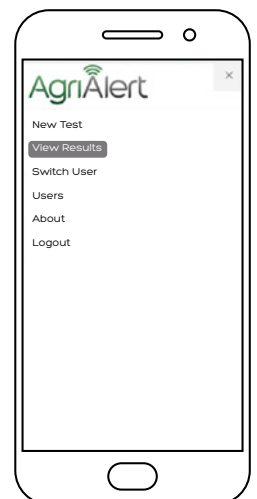 AgriAlert
×
New Test
View Results
Switch User
Users
About
Logout